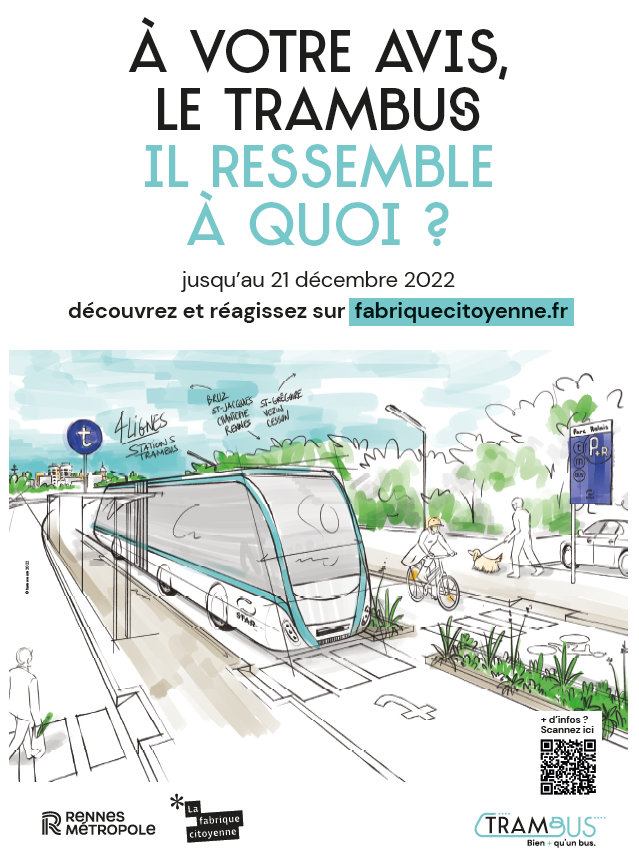 À VOTRE AVIS,
LE TRAMBUS
IL RESSEMBLE
À QUOI ?
jusqu'au 21 décembre 2022
découvrez et réagissez sur fabriquecitoyenne.fr
4 LIGNES
STATIONS
TRAMBUS
BRUZ
ST-JACQUES
CHANTEPIE
RENNES
ST-GRÉGOIRE
VEZIN
CESSON
t
Parc Relais
P+R
STAR
+ d'infos ?
Scannez ici
RENNES
MÉTROPOLE
La
fabrique
citoyenne
TRAMBUS
Bien + qu'un bus.